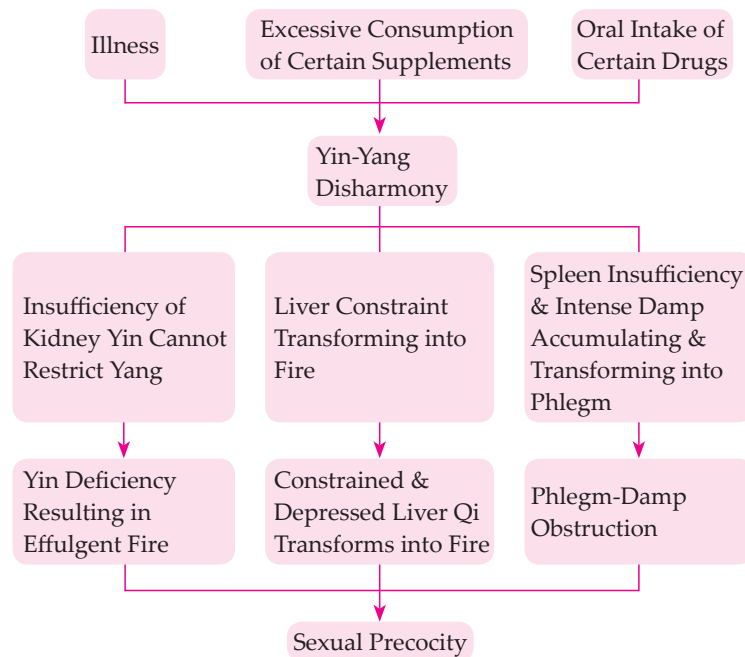 Illness
Excessive Consumption
of Certain Supplements
Oral Intake of
Certain Drugs
Yin-Yang
Disharmony
Insufficiency of
Kidney Yin Cannot
Restrict Yang
Liver Constraint
Transforming into
Fire
Spleen Insufficiency
& Intense Damp
Accumulating &
Transforming into
Phlegm
Yin Deficiency
Resulting in
Effulgent Fire
Constrained &
Depressed Liver Qi
Transforms into Fire
Phlegm-Damp
Obstruction
Sexual Precocity